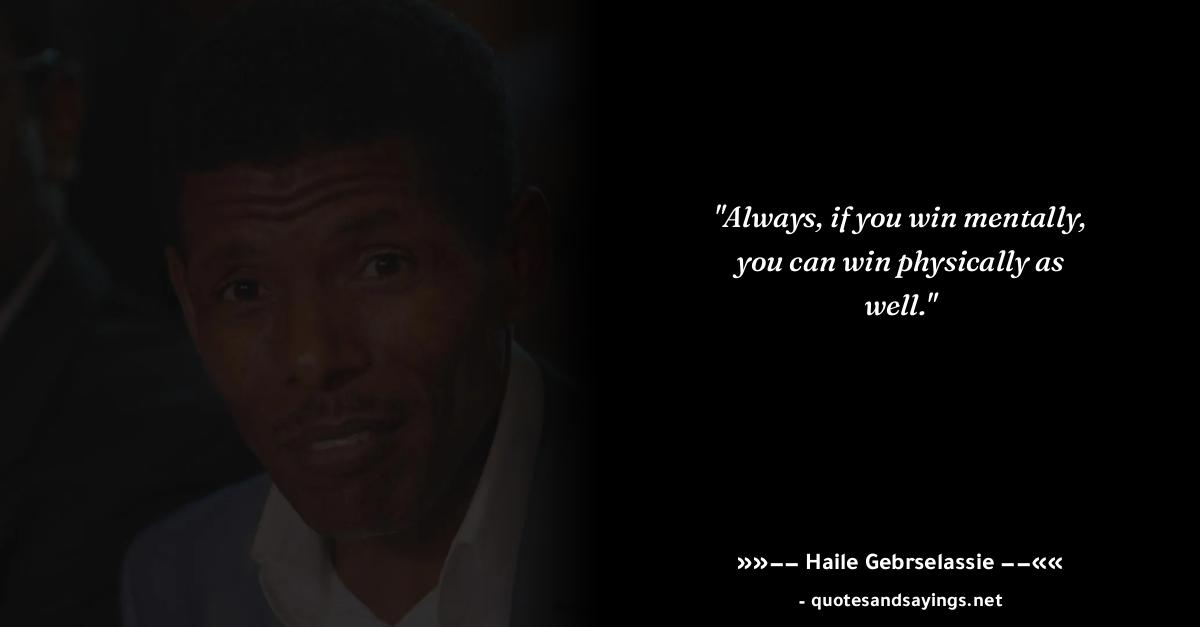 "Always, if you win mentally,
you can win physically as
well."
»»−− Haile Gebrselassie −−««
- quotesandsayings.net